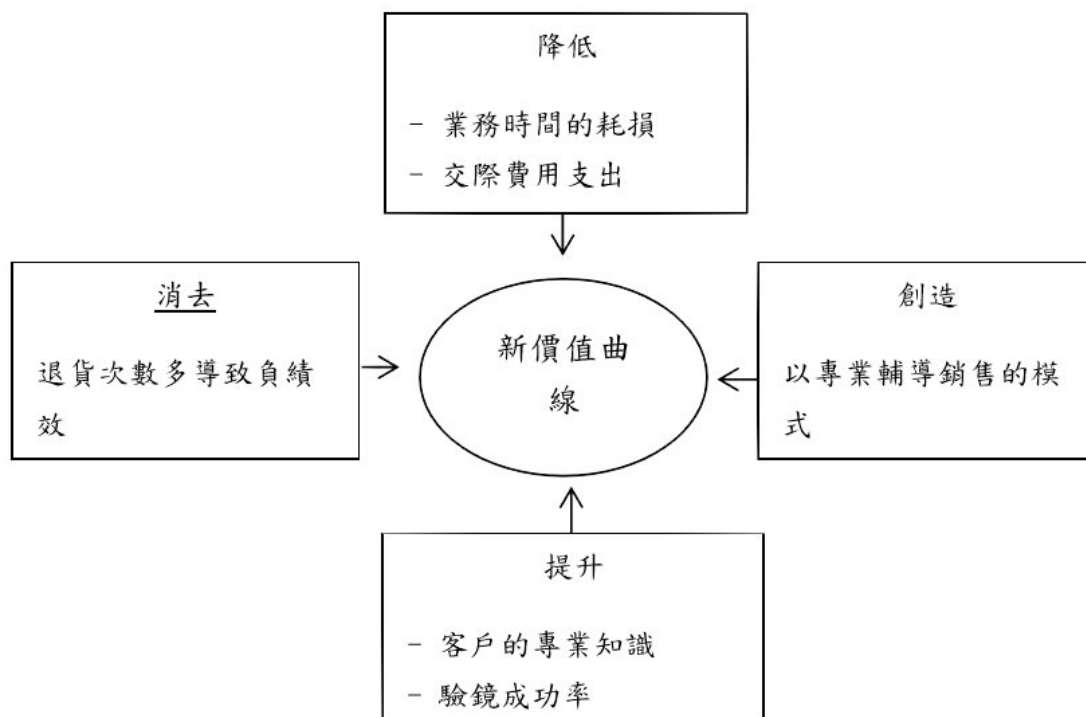 降低
- 業務時間的耗損
- 交際費用支出
消去
退貨次數多導致負績
效
新價值曲
線
創造
以專業輔導銷售的模
式
提升
- 客戶的專業知識
- 驗鏡成功率